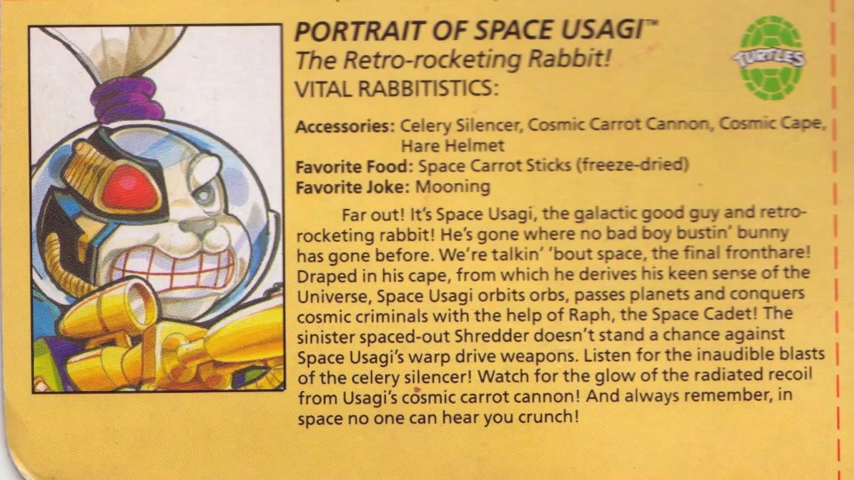 PORTRAIT OF SPACE USAGI™
The Retro-rocketing Rabbit!
VITAL RABBITISTICS:
TURTLES
Accessories: Celery Silencer, Cosmic Carrot Cannon, Cosmic Cape,
Hare Helmet
Favorite Food: Space Carrot Sticks (freeze-dried)
Favorite Joke: Mooning
Far out! It's Space Usagi, the galactic good guy and retro-
rocketing rabbit! He's gone where no bad boy bustin' bunny
has gone before. We're talkin' 'bout space, the final fronthare!
Draped in his cape, from which he derives his keen sense of the
Universe, Space Usagi orbits orbs, passes planets and conquers
cosmic criminals with the help of Raph, the Space Cadet! The
sinister spaced-out Shredder doesn't stand a chance against
Space Usagi's warp drive weapons. Listen for the inaudible blasts
of the celery silencer! Watch for the glow of the radiated recoil
from Usagi's cosmic carrot cannon! And always remember, in
space no one can hear you crunch!